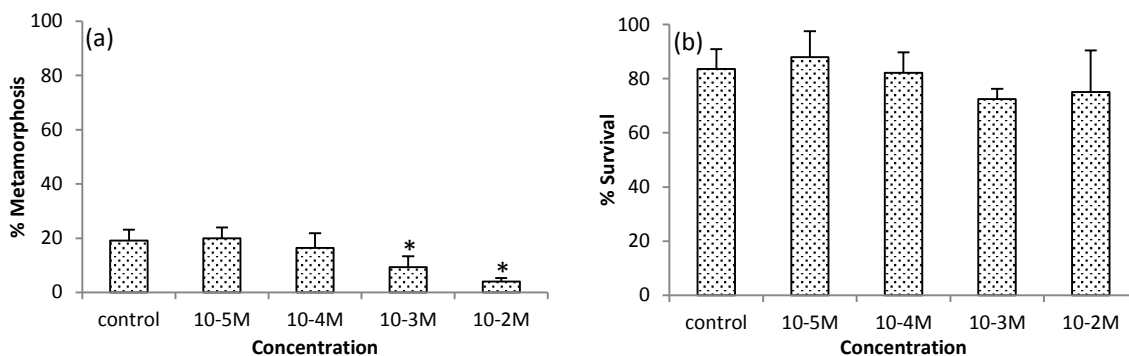 (a)
100
80
60
40
20
0
% Metamorphosis
* *
control 10-5M 10-4M 10-3M 10-2M
Concentration
(b)
100
80
60
40
20
0
% Survival
control 10-5M 10-4M 10-3M 10-2M
Concentration